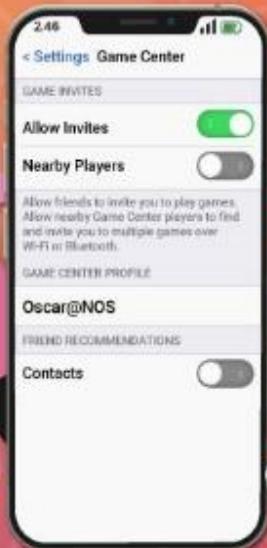 2.46
< Settings Game Center
GAME INVITES
Allow Invites
Nearby Players
Allow friends to invite you to play games.
Allow nearby Game Center players to find
and invite you to multiple games over
Wi-Fi or Bluetooth.
GAME CENTER PROFILE
Oscar@NOS
FRIEND RECOMMENDATIONS
Contacts